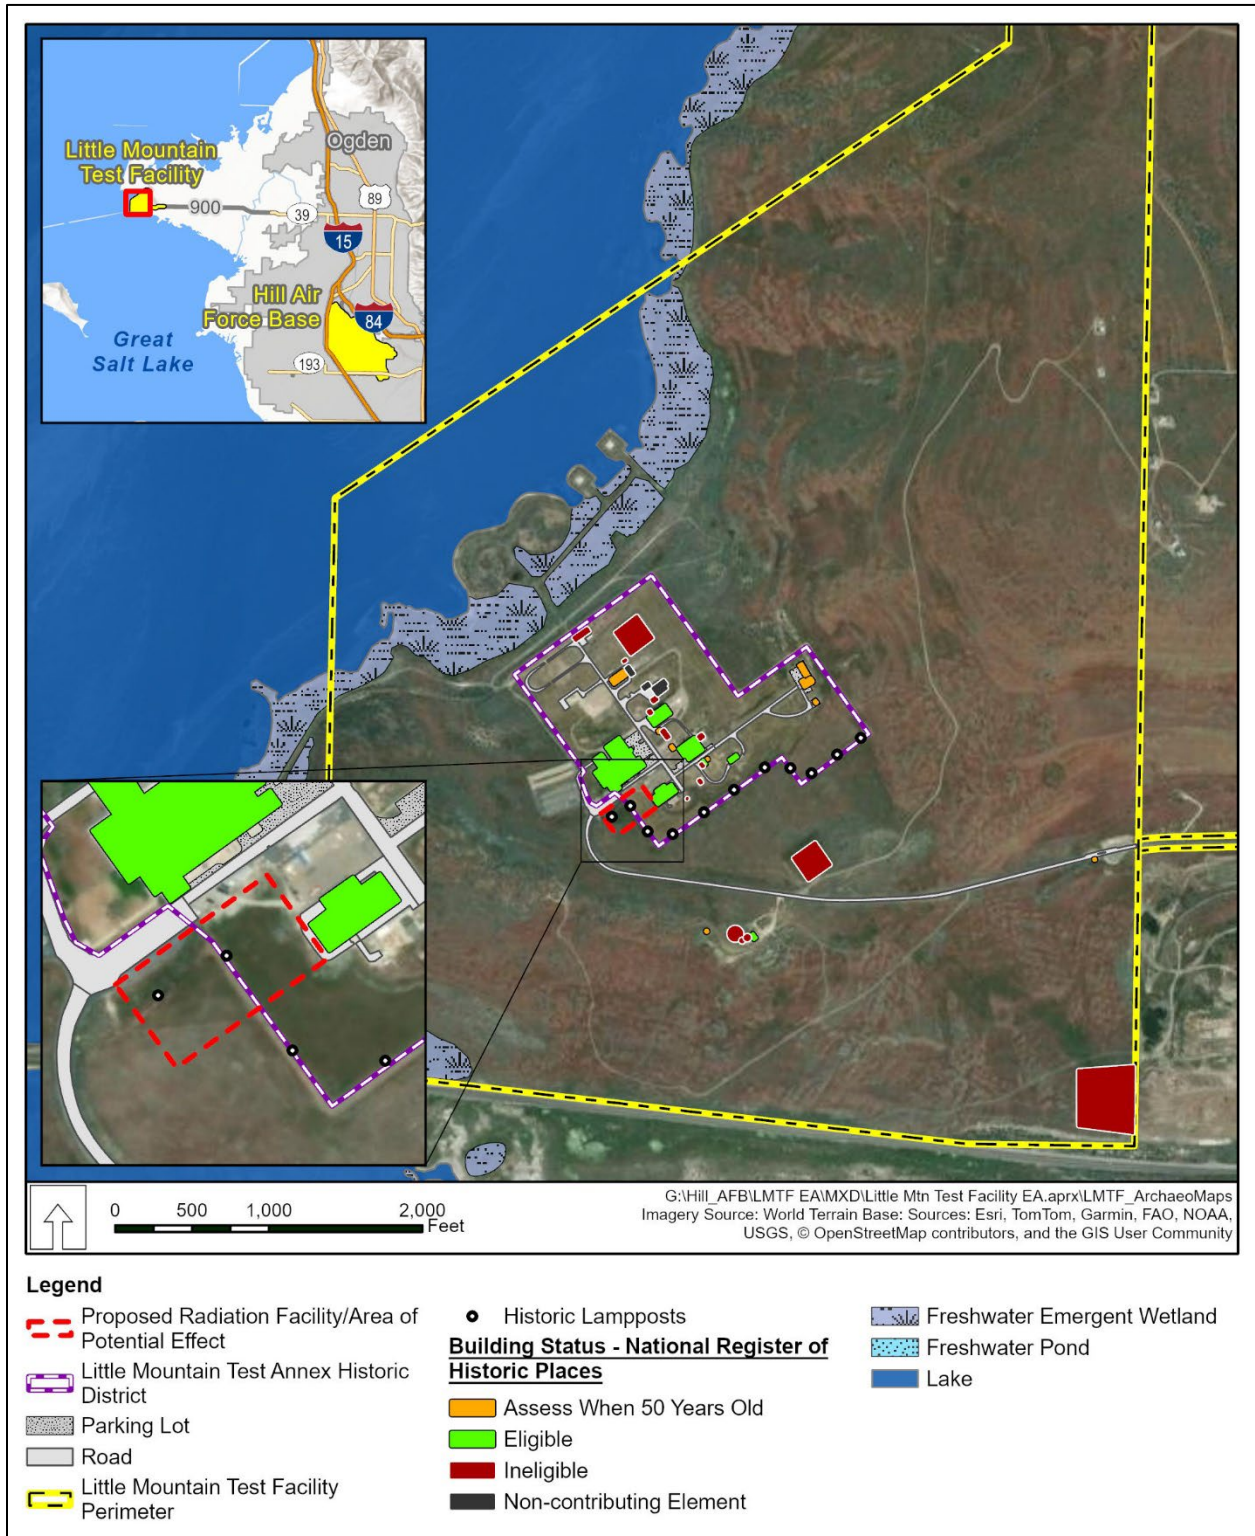 Little Mountain
Test Facility
Ogden
89
900
39
15
Hill Air
Force Base
84
Great
Salt Lake
193
0 500 1,000 2,000
Feet
G:\Hill_AFB\LMTF EA\MXD\Little Mtn Test Facility EA.aprx\LMTF_ArchaeoMaps
Imagery Source: World Terrain Base: Sources: Esri, TomTom, Garmin, FAO, NOAA,
USGS, © OpenStreetMap contributors, and the GIS User Community
Legend
Proposed Radiation Facility/Area of
Potential Effect
Little Mountain Test Annex Historic
District
Parking Lot
Road
Little Mountain Test Facility
Perimeter
Historic Lampposts
Building Status - National Register of
Historic Places
Assess When 50 Years Old
Eligible
Ineligible
Non-contributing Element
Freshwater Emergent Wetland
Freshwater Pond
Lake